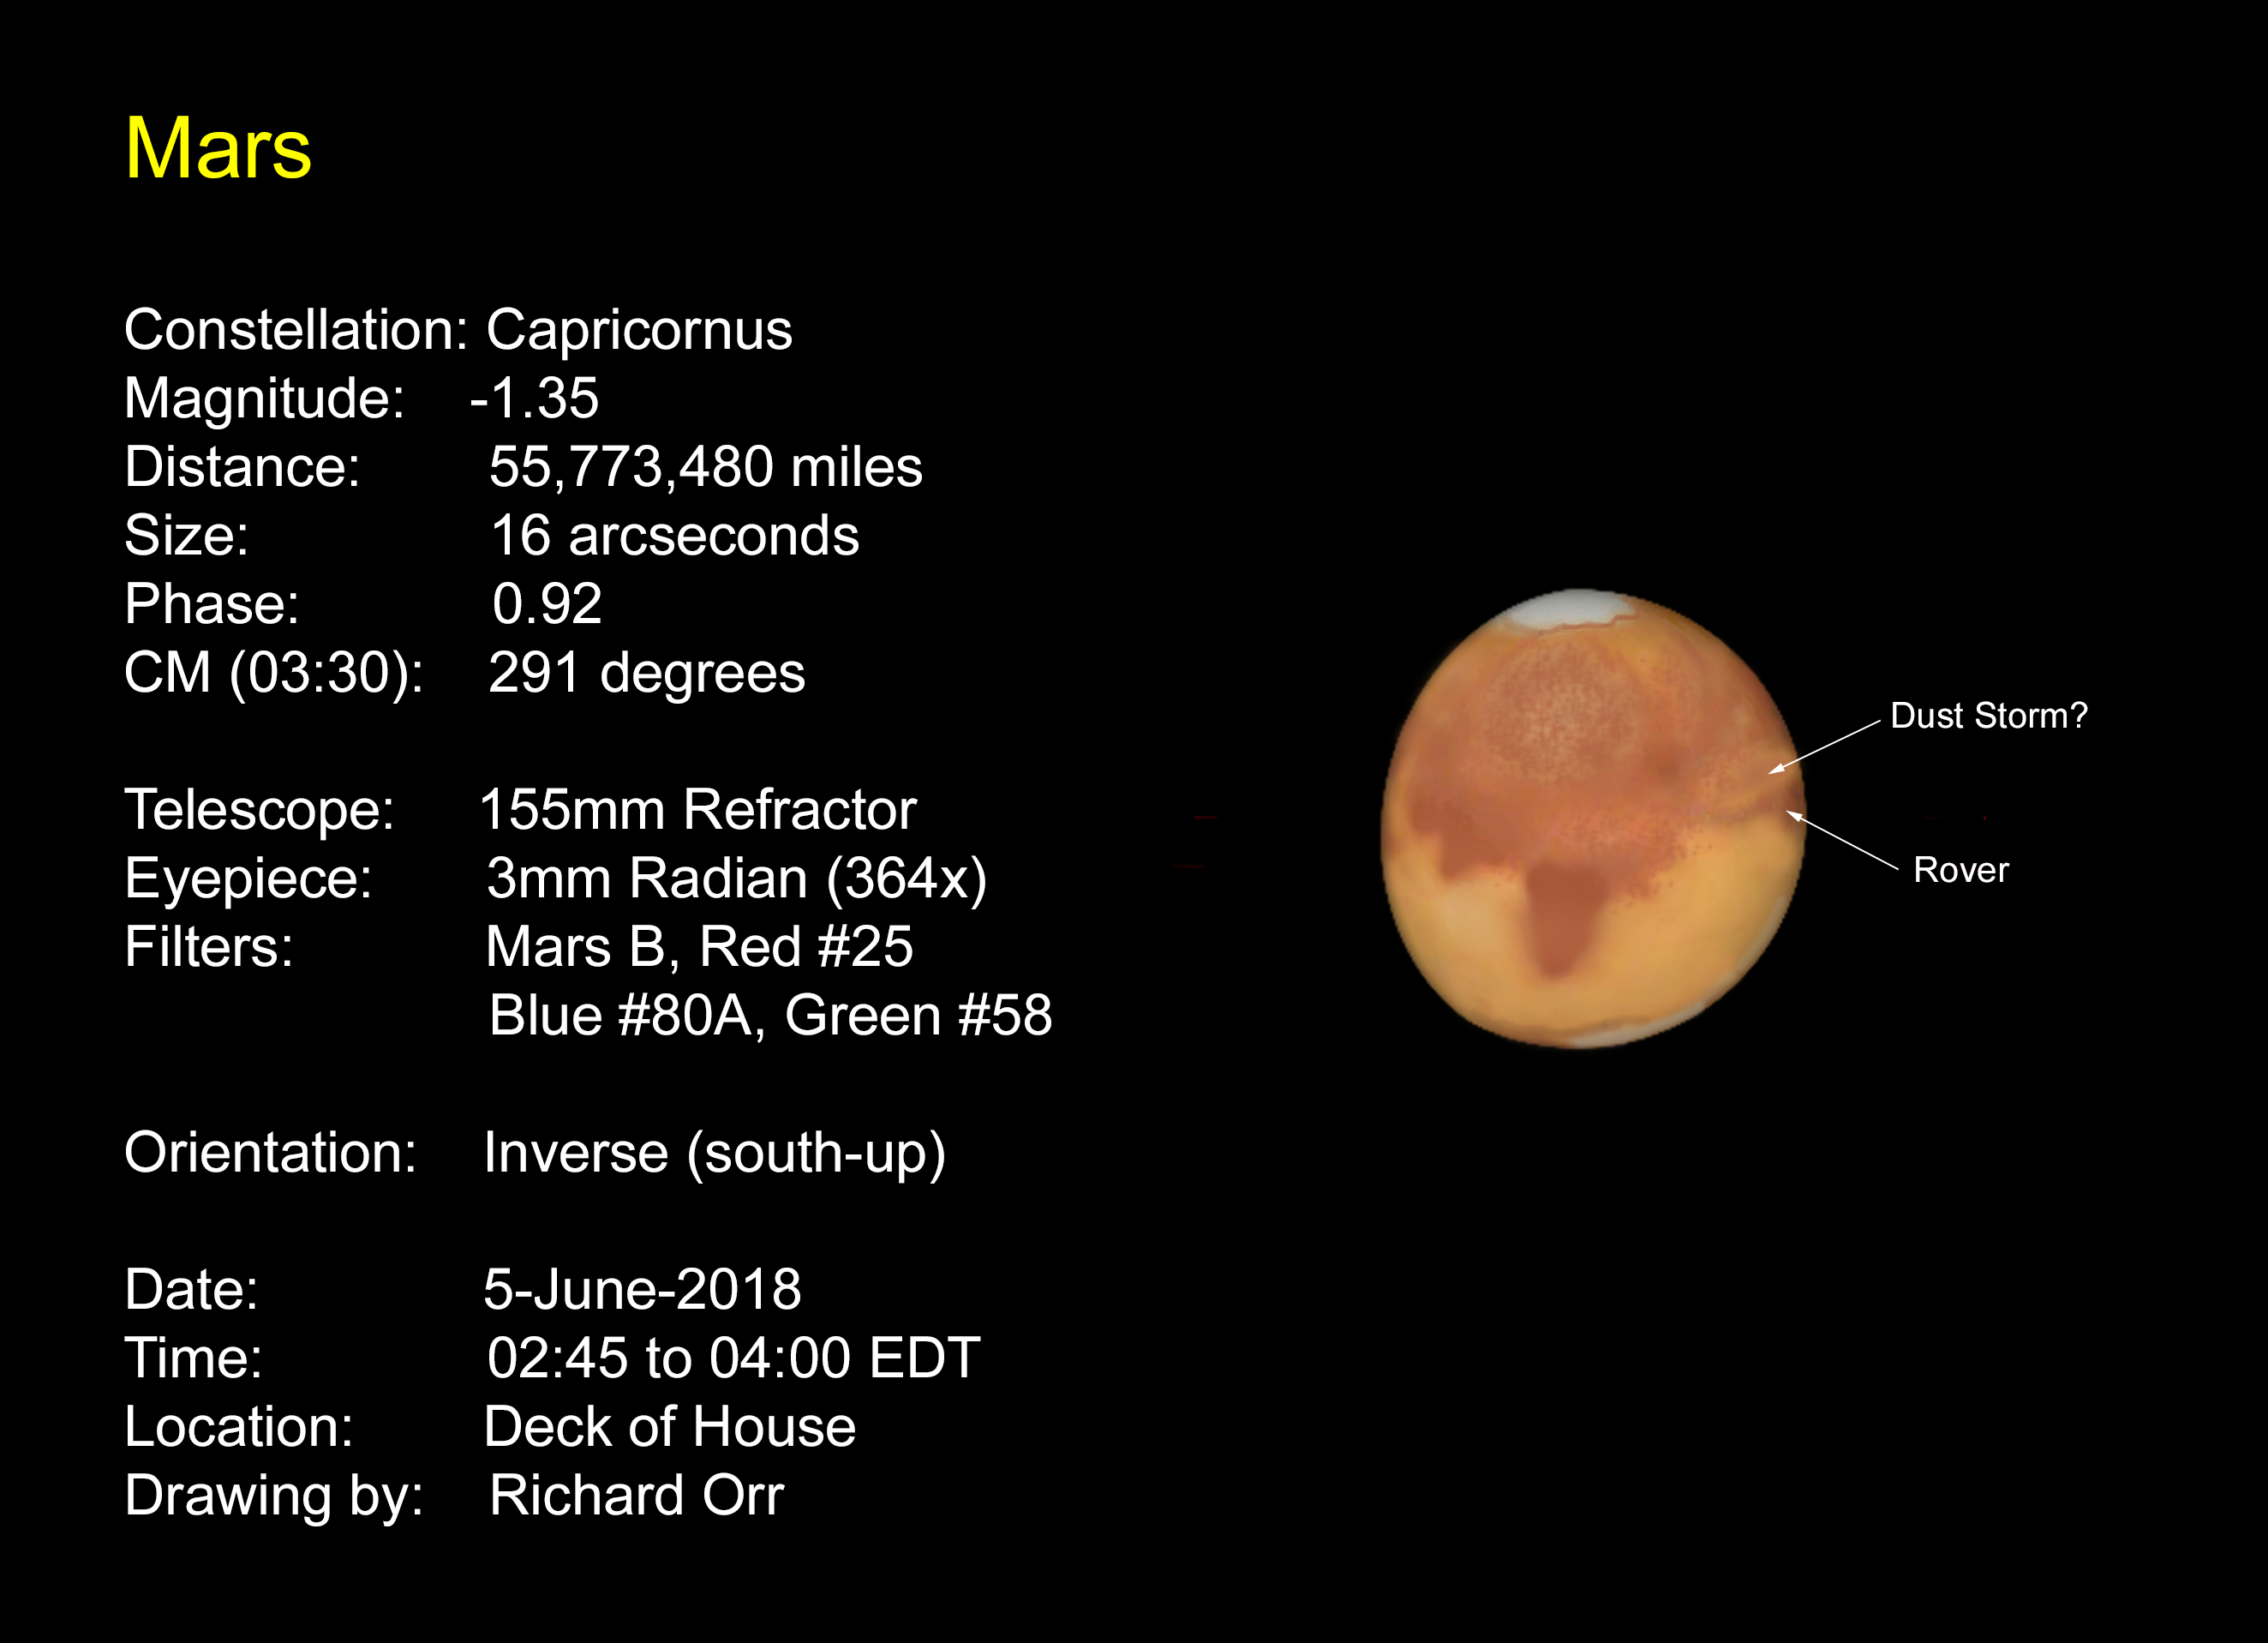 Mars
Constellation: Capricornus
Magnitude: -1.35
Distance: 55,773,480 miles
Size: 16 arcseconds
Phase: 0.92
CM (03:30): 291 degrees
Telescope: 155mm Refractor
Eyepiece: 3mm Radian (364x)
Filters: Mars B, Red #25
Blue #80A, Green #58
Orientation: Inverse (south-up)
Date: 5-June-2018
Time: 02:45 to 04:00 EDT
Location: Deck of House
Drawing by: Richard Orr
Dust Storm?
Rover